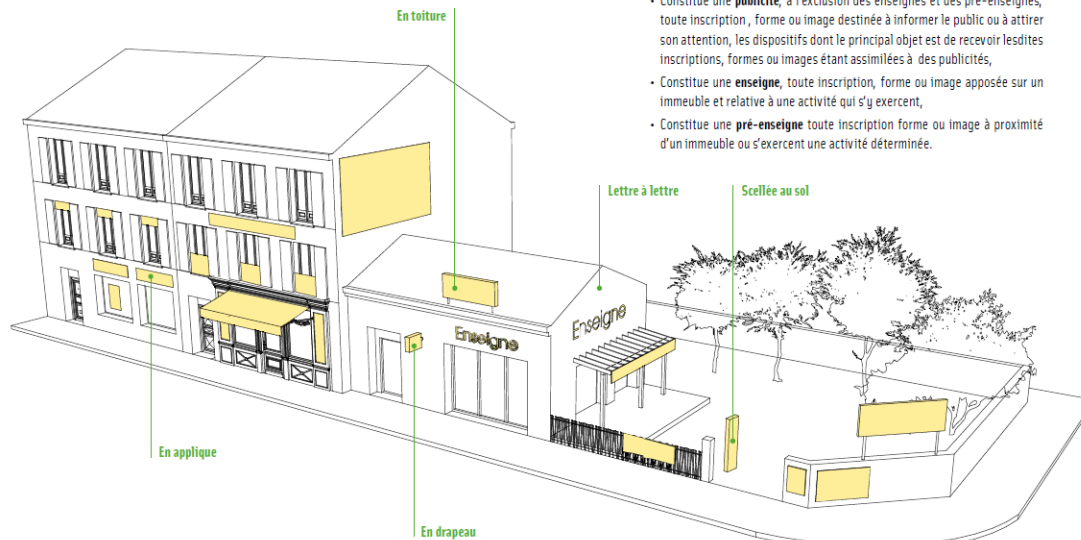 • Constitue une publicité, à l'exclusion des enseignes et des pré-enseignes,
toute inscription , forme ou image destinée à informer le public ou à attirer
son attention, les dispositifs dont le principal objet est de recevoir lesdites
inscriptions, formes ou images étant assimilées à des publicités,
• Constitue une enseigne, toute inscription, forme ou image apposée sur un
immeuble et relative à une activité qui s'y exercent,
• Constitue une pré-enseigne toute inscription forme ou image à proximité
d'un immeuble ou s'exercent une activité déterminée.
En toiture
Lettre à lettre
Scellée au sol
Enseigne
Enseigne
En applique
En drapeau